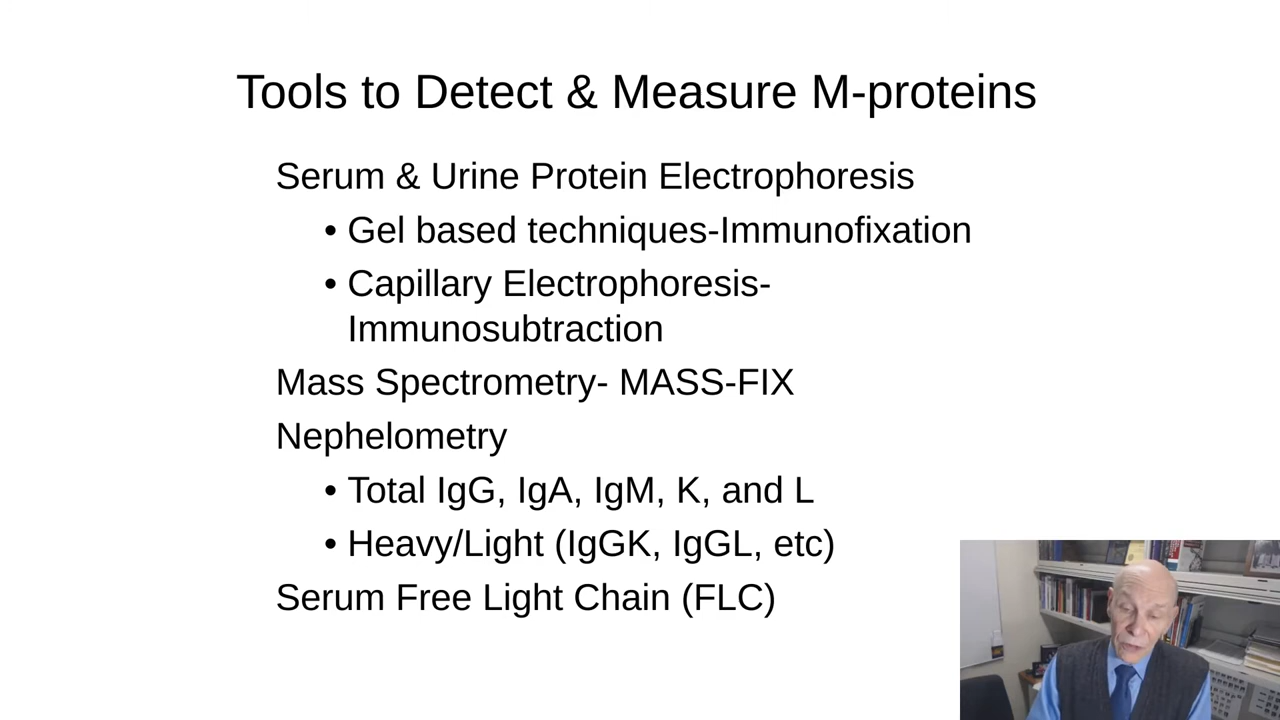 Tools to Detect & Measure M-proteins
Serum & Urine Protein Electrophoresis
• Gel based techniques-Immunofixation
• Capillary Electrophoresis-
Immunosubtraction
Mass Spectrometry- MASS-FIX
Nephelometry
• Total IgG, IgA, IgM, K, and L
• Heavy/Light (IgGK, IgGL, etc)
Serum Free Light Chain (FLC)